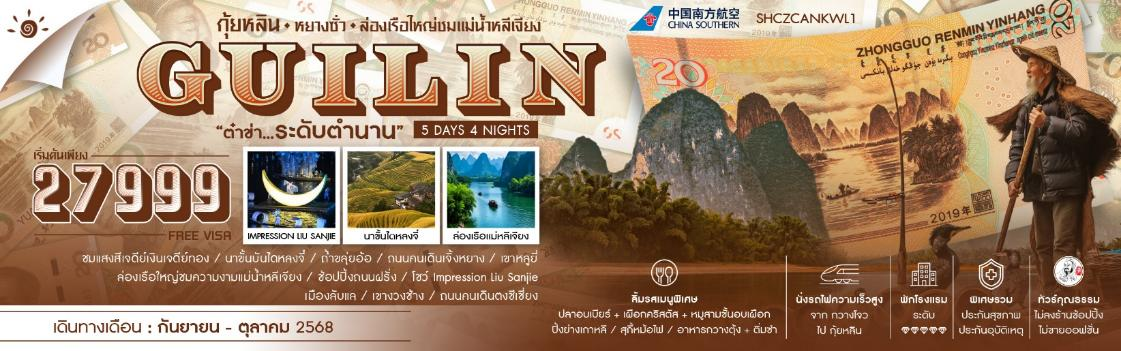 กุ้ยหลิน • หยางซั่ว • ล่องเรือใหญ่ชมแม่น้ำหลีเจียง
GUILIN
“ต๋าข่า...ระดับตำนาน” 5 DAYS 4 NIGHTS
中国南方航空
CHINA SOUTHERN
SHCZCANKWL1
20
ZHONGGUO RENMIN YINHANG
2019年
เริ่มต้นเพียง
27999
FREE VISA
IMPRESSION LIU SANJIE
นาขั้นไดหลงจี๋
ล่องเรือแม่หลีเจียง
ชมแสงสีเจดีย์เงินเจดีย์ทอง / นาขั้นบันไดหลงจี๋ / ถ้ำขลุ่ยอ้อ / ถนนคนเดินเจิ้งหยาง / เขาหลูยี่
ล่องเรือใหญ่ชมความงามแม่น้ำหลีเจียง / ช้อปปิ้งถนนฝรั่ง / โชว์ Impression Liu Sanjie
เมืองลับแล / เขางวงช้าง / ถนนคนเดินตงซีเซี่ยง
เดินทางเดือน : กันยายน - ตุลาคม 2568
ลิ้มรสเมนูพิเศษ
ปลาอบเบียร์ + เผือกคริสตัส + หมูสามชั้นอบเผือก
ปิ้งย่างเกาหลี / สุกี้หม้อไฟ / อาหารกวางตุ้ง + ติ่มซำ
นั่งรถไฟความเร็วสูง
จาก กวางโจว
ไป กุ้ยหลิน
พักโรงแรม
ระดับ
พิเศษรวม
ประกันสุขภาพ
ประกันอุบัติเหตุ
ทัวร์คุณธรรม
ไม่ลงร้านช้อปปิ้ง
ไม่ขายออฟชั่น